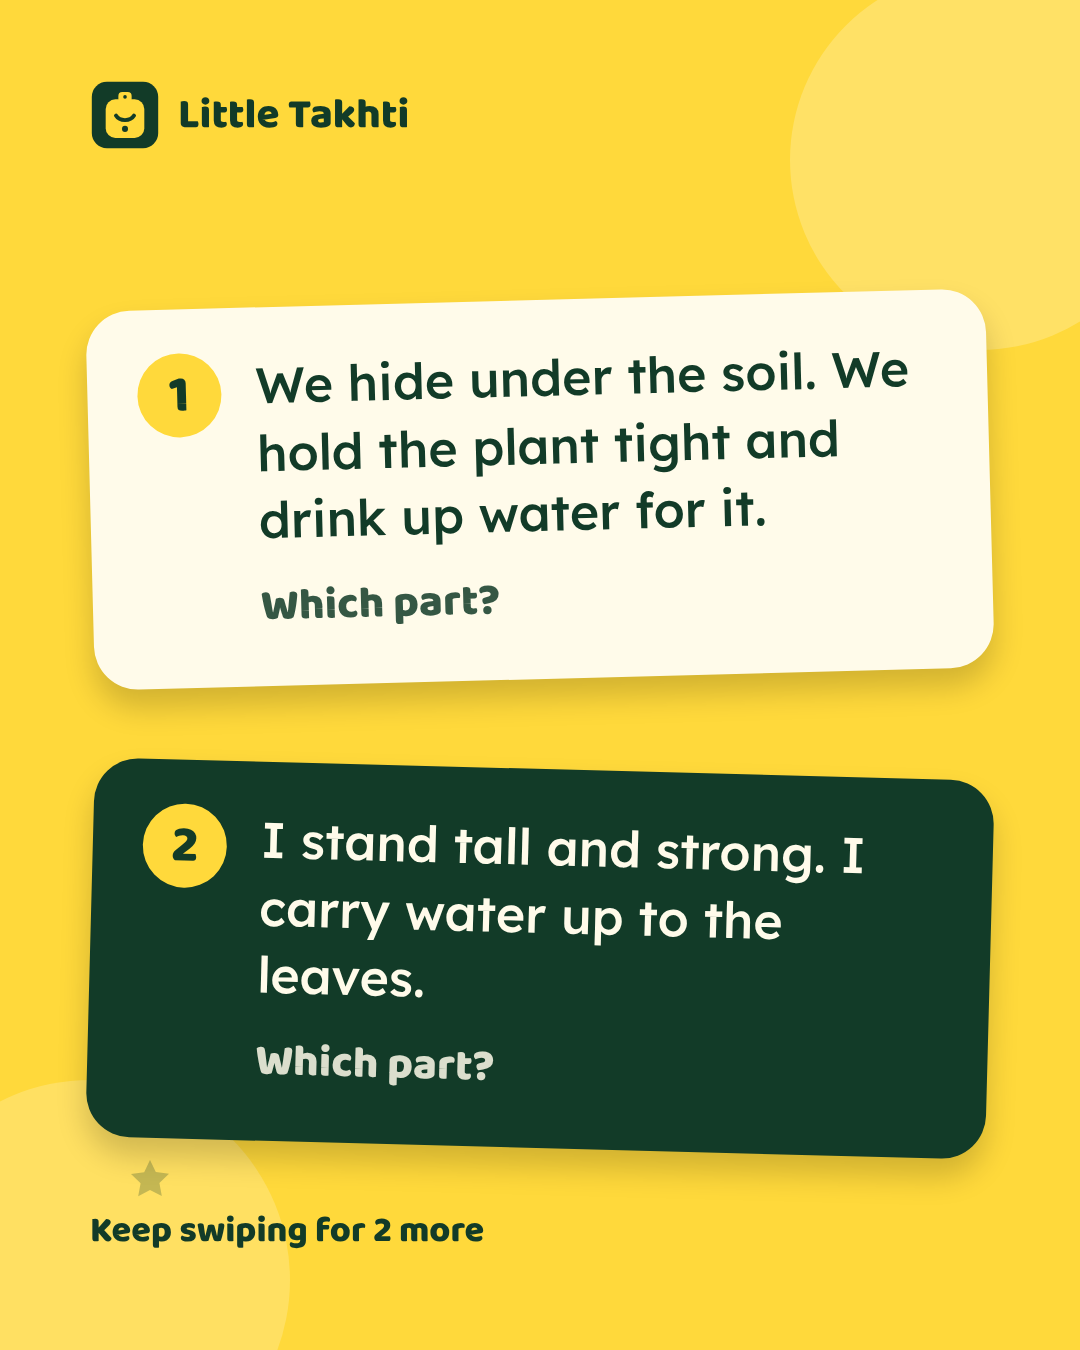 Little Takhti
1
We hide under the soil. We
hold the plant tight and
drink up water for it.
Which part?
2
I stand tall and strong. I
carry water up to the
leaves.
Which part?
Keep swiping for 2 more